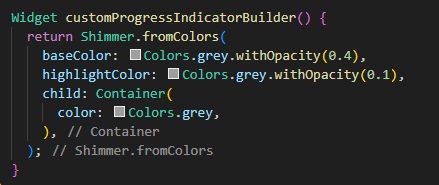 Widget customProgressIndicatorBuilder() {
  return Shimmer.fromColors(
    baseColor: Colors.grey.withOpacity(0.4),
    highlightColor: Colors.grey.withOpacity(0.1),
    child: Container(
      color: Colors.grey,
    ), // Container
  ); // Shimmer.fromColors
}